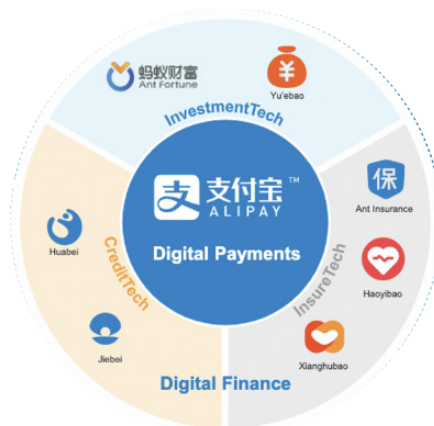 蚂蚁财富
Ant Fortune
Yu'ebao
InvestmentTech
支 支付宝™
ALIPAY
Digital Payments
保
Ant Insurance
Huabei
CreditTech
InsureTech
Haoyibao
Jiebei
Xianghubao
Digital Finance